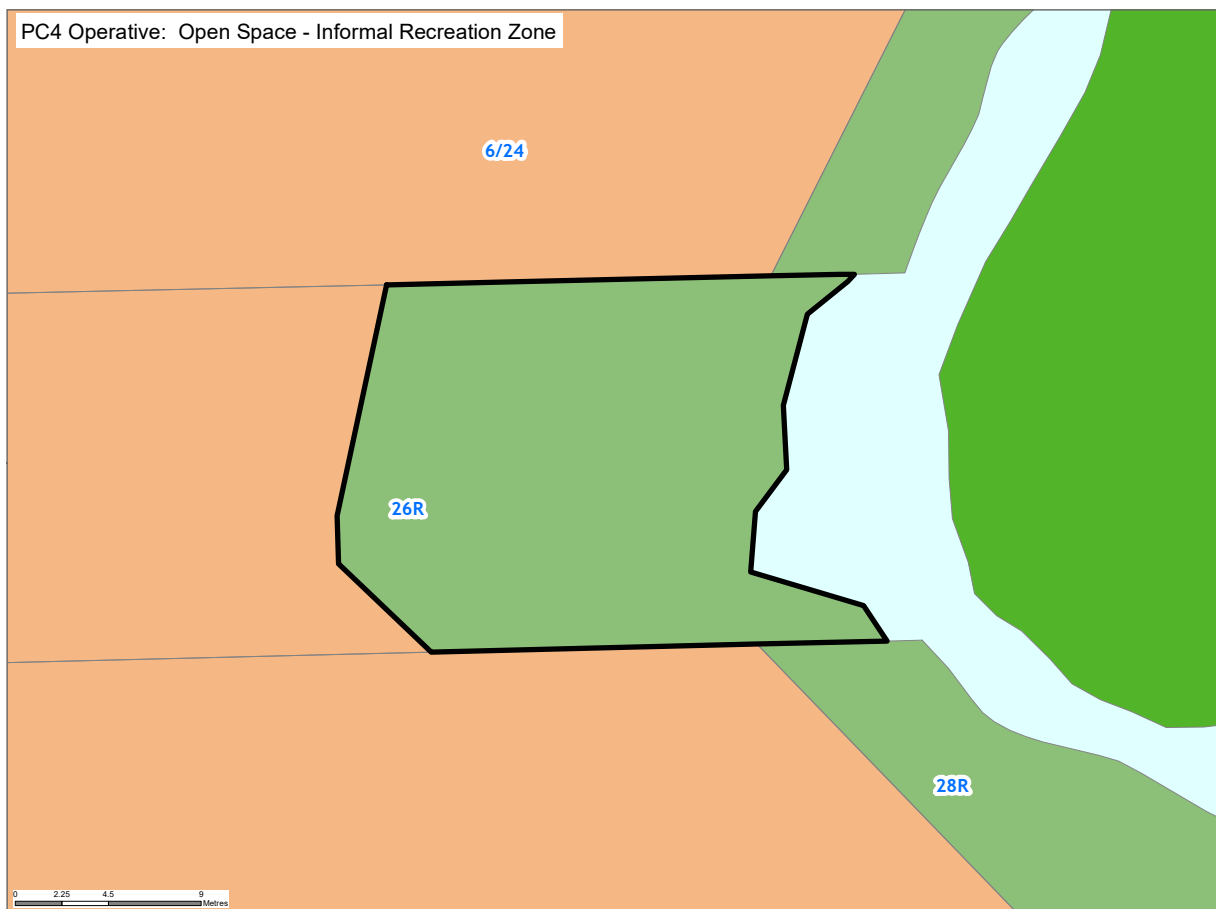 PC4 Operative:  Open Space - Informal Recreation Zone
6/24
26R
28R
0 2.25 4.5 9
Metres